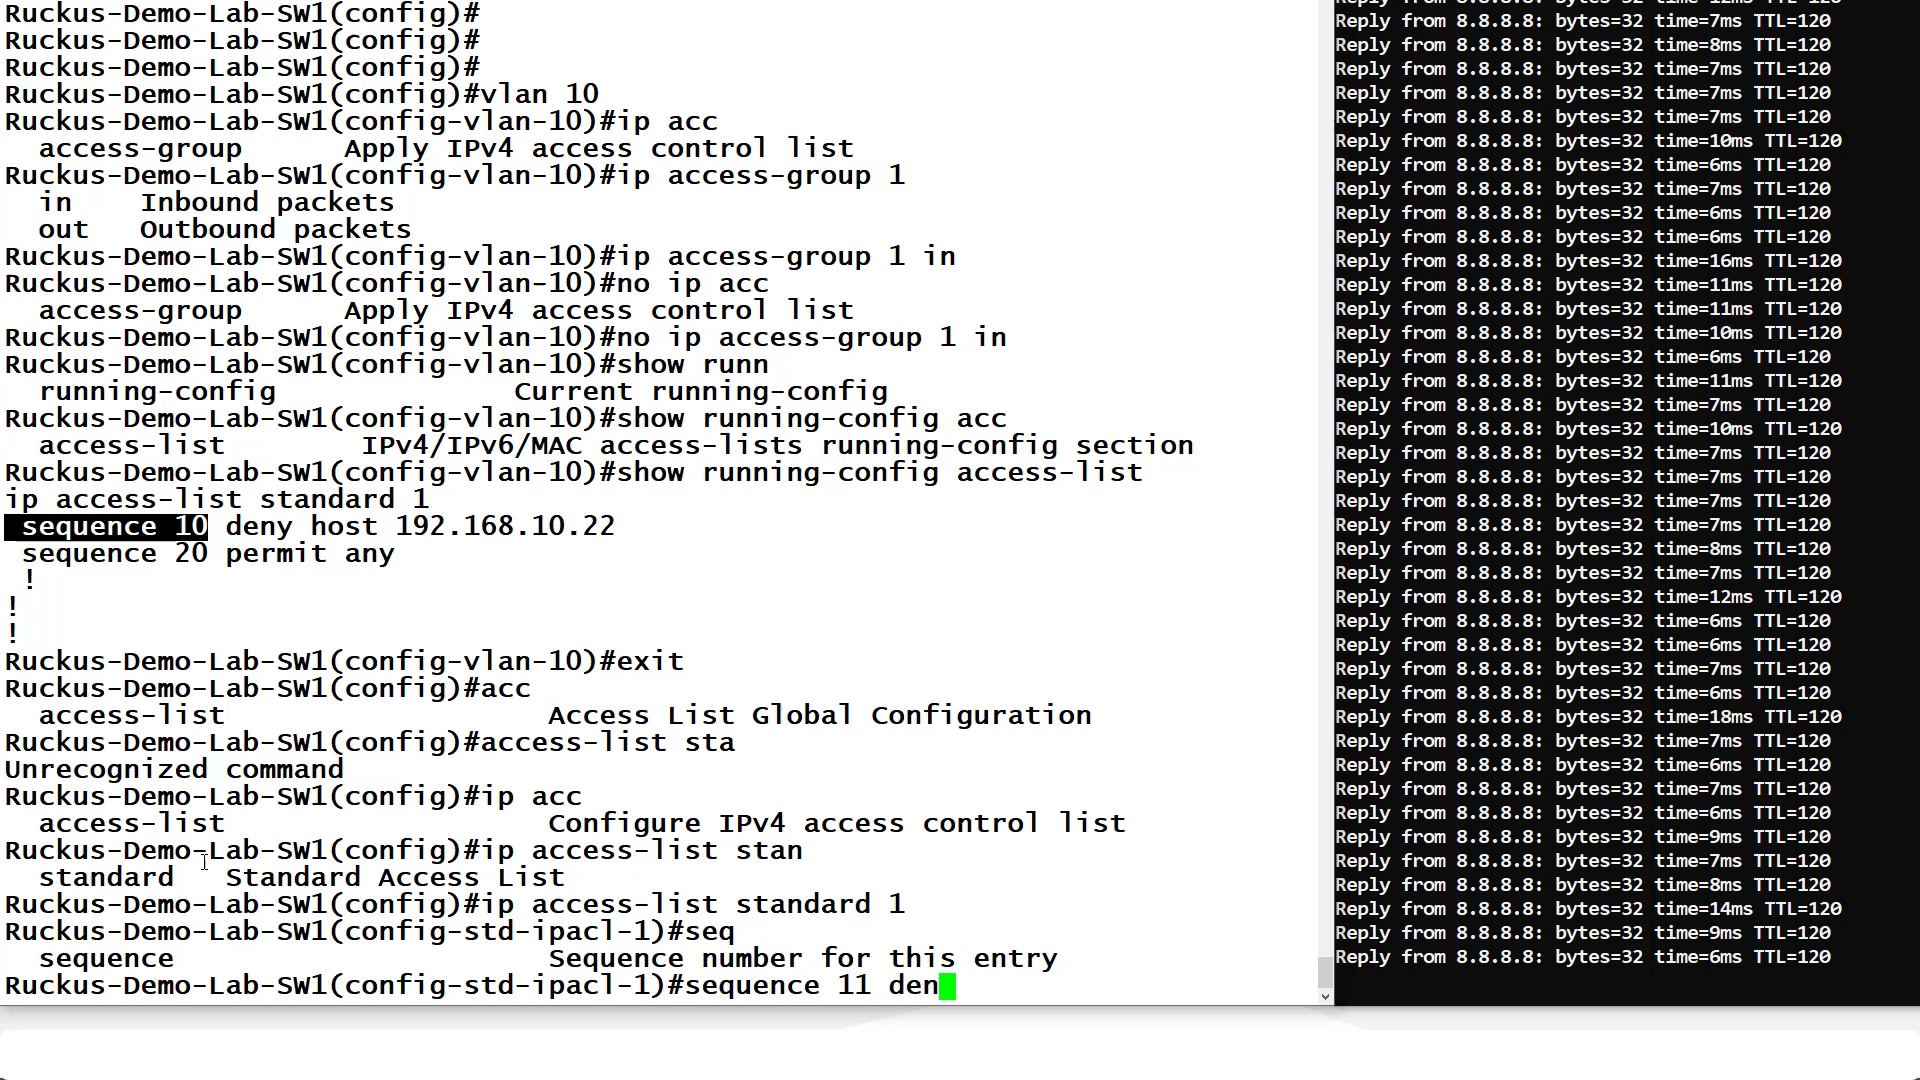 Ruckus-Demo-Lab-SW1(config)#
Ruckus-Demo-Lab-SW1(config)#
Ruckus-Demo-Lab-SW1(config)#
Ruckus-Demo-Lab-SW1(config)#vlan 10
Ruckus-Demo-Lab-SW1(config-vlan-10)#ip acc
access-group Apply IPv4 access control list
Ruckus-Demo-Lab-SW1(config-vlan-10)#ip access-group 1
in Inbound packets
out Outbound packets
Ruckus-Demo-Lab-SW1(config-vlan-10)#ip access-group 1 in
Ruckus-Demo-Lab-SW1(config-vlan-10)#no ip acc
access-group Apply IPv4 access control list
Ruckus-Demo-Lab-SW1(config-vlan-10)#no ip access-group 1 in
Ruckus-Demo-Lab-SW1(config-vlan-10)#show runn
running-config Current running-config
Ruckus-Demo-Lab-SW1(config-vlan-10)#show running-config acc
access-list IPv4/IPv6/MAC access-lists running-config section
Ruckus-Demo-Lab-SW1(config-vlan-10)#show running-config access-list
ip access-list standard 1
sequence 10 deny host 192.168.10.22
sequence 20 permit any
!
!
!
Ruckus-Demo-Lab-SW1(config-vlan-10)#exit
Ruckus-Demo-Lab-SW1(config)#acc
access-list Access List Global Configuration
Ruckus-Demo-Lab-SW1(config)#access-list sta
Unrecognized command
Ruckus-Demo-Lab-SW1(config)#ip acc
access-list Configure IPv4 access control list
Ruckus-Demo-Lab-SW1(config)#ip access-list stan
standard Standard Access List
Ruckus-Demo-Lab-SW1(config)#ip access-list standard 1
Ruckus-Demo-Lab-SW1(config-std-ipacl-1)#seq
sequence Sequence number for this entry
Ruckus-Demo-Lab-SW1(config-std-ipacl-1)#sequence 11 den
Reply from 8.8.8.8: bytes=32 time=12ms TTL=120
Reply from 8.8.8.8: bytes=32 time=7ms TTL=120
Reply from 8.8.8.8: bytes=32 time=8ms TTL=120
Reply from 8.8.8.8: bytes=32 time=7ms TTL=120
Reply from 8.8.8.8: bytes=32 time=7ms TTL=120
Reply from 8.8.8.8: bytes=32 time=7ms TTL=120
Reply from 8.8.8.8: bytes=32 time=10ms TTL=120
Reply from 8.8.8.8: bytes=32 time=6ms TTL=120
Reply from 8.8.8.8: bytes=32 time=7ms TTL=120
Reply from 8.8.8.8: bytes=32 time=6ms TTL=120
Reply from 8.8.8.8: bytes=32 time=6ms TTL=120
Reply from 8.8.8.8: bytes=32 time=16ms TTL=120
Reply from 8.8.8.8: bytes=32 time=11ms TTL=120
Reply from 8.8.8.8: bytes=32 time=11ms TTL=120
Reply from 8.8.8.8: bytes=32 time=10ms TTL=120
Reply from 8.8.8.8: bytes=32 time=6ms TTL=120
Reply from 8.8.8.8: bytes=32 time=11ms TTL=120
Reply from 8.8.8.8: bytes=32 time=7ms TTL=120
Reply from 8.8.8.8: bytes=32 time=10ms TTL=120
Reply from 8.8.8.8: bytes=32 time=7ms TTL=120
Reply from 8.8.8.8: bytes=32 time=7ms TTL=120
Reply from 8.8.8.8: bytes=32 time=7ms TTL=120
Reply from 8.8.8.8: bytes=32 time=7ms TTL=120
Reply from 8.8.8.8: bytes=32 time=8ms TTL=120
Reply from 8.8.8.8: bytes=32 time=7ms TTL=120
Reply from 8.8.8.8: bytes=32 time=12ms TTL=120
Reply from 8.8.8.8: bytes=32 time=6ms TTL=120
Reply from 8.8.8.8: bytes=32 time=6ms TTL=120
Reply from 8.8.8.8: bytes=32 time=7ms TTL=120
Reply from 8.8.8.8: bytes=32 time=6ms TTL=120
Reply from 8.8.8.8: bytes=32 time=18ms TTL=120
Reply from 8.8.8.8: bytes=32 time=7ms TTL=120
Reply from 8.8.8.8: bytes=32 time=6ms TTL=120
Reply from 8.8.8.8: bytes=32 time=7ms TTL=120
Reply from 8.8.8.8: bytes=32 time=6ms TTL=120
Reply from 8.8.8.8: bytes=32 time=9ms TTL=120
Reply from 8.8.8.8: bytes=32 time=7ms TTL=120
Reply from 8.8.8.8: bytes=32 time=8ms TTL=120
Reply from 8.8.8.8: bytes=32 time=14ms TTL=120
Reply from 8.8.8.8: bytes=32 time=9ms TTL=120
Reply from 8.8.8.8: bytes=32 time=6ms TTL=120